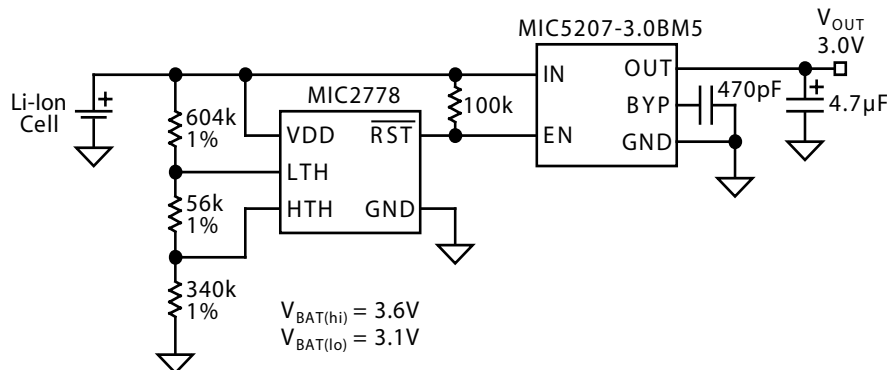 MIC5207-3.0BM5
V_OUT
3.0V
IN
OUT
Li-Ion
Cell
+
604k
1%
MIC2778
100k
BYP
470pF
+
4.7µF
VDD
R̅S̅T̅
EN
GND
LTH
56k
1%
HTH
GND
340k
1%
V_BAT(hi) = 3.6V
V_BAT(lo) = 3.1V